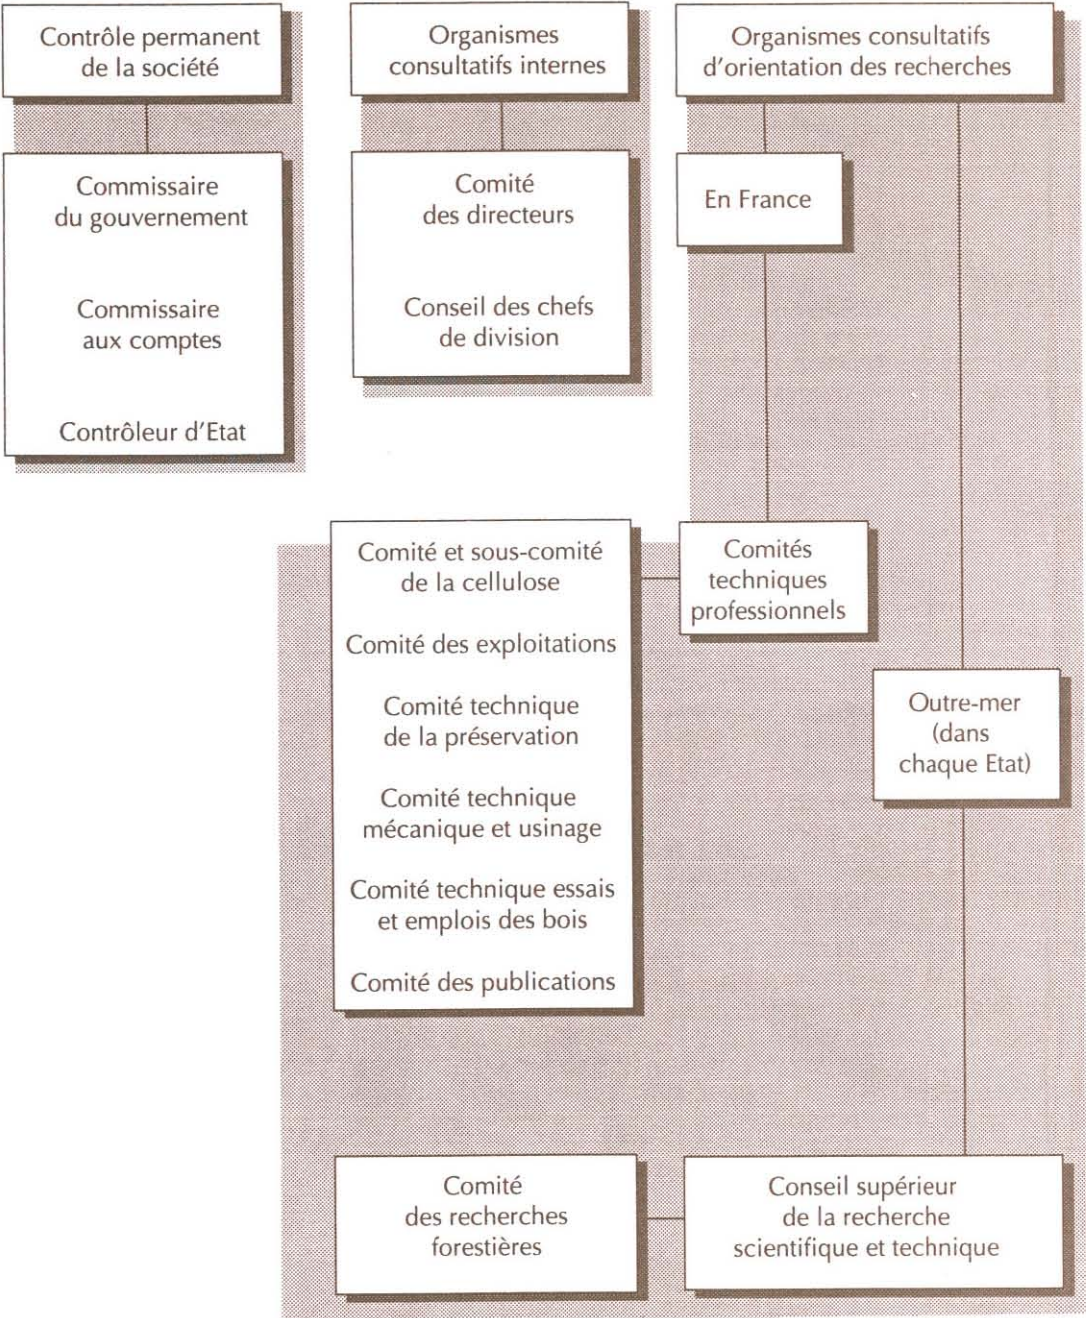 Contrôle permanent
de la société
Commissaire
du gouvernement
Commissaire
aux comptes
Contrôleur d'Etat
Organismes
consultatifs internes
Comité
des directeurs
Conseil des chefs
de division
Organismes consultatifs
d'orientation des recherches
En France
Comités
techniques
professionnels
Comité et sous-comité
de la cellulose
Comité des exploitations
Comité technique
de la préservation
Comité technique
mécanique et usinage
Comité technique essais
et emplois des bois
Comité des publications
Outre-mer
(dans
chaque Etat)
Conseil supérieur
de la recherche
scientifique et technique
Comité
des recherches
forestières